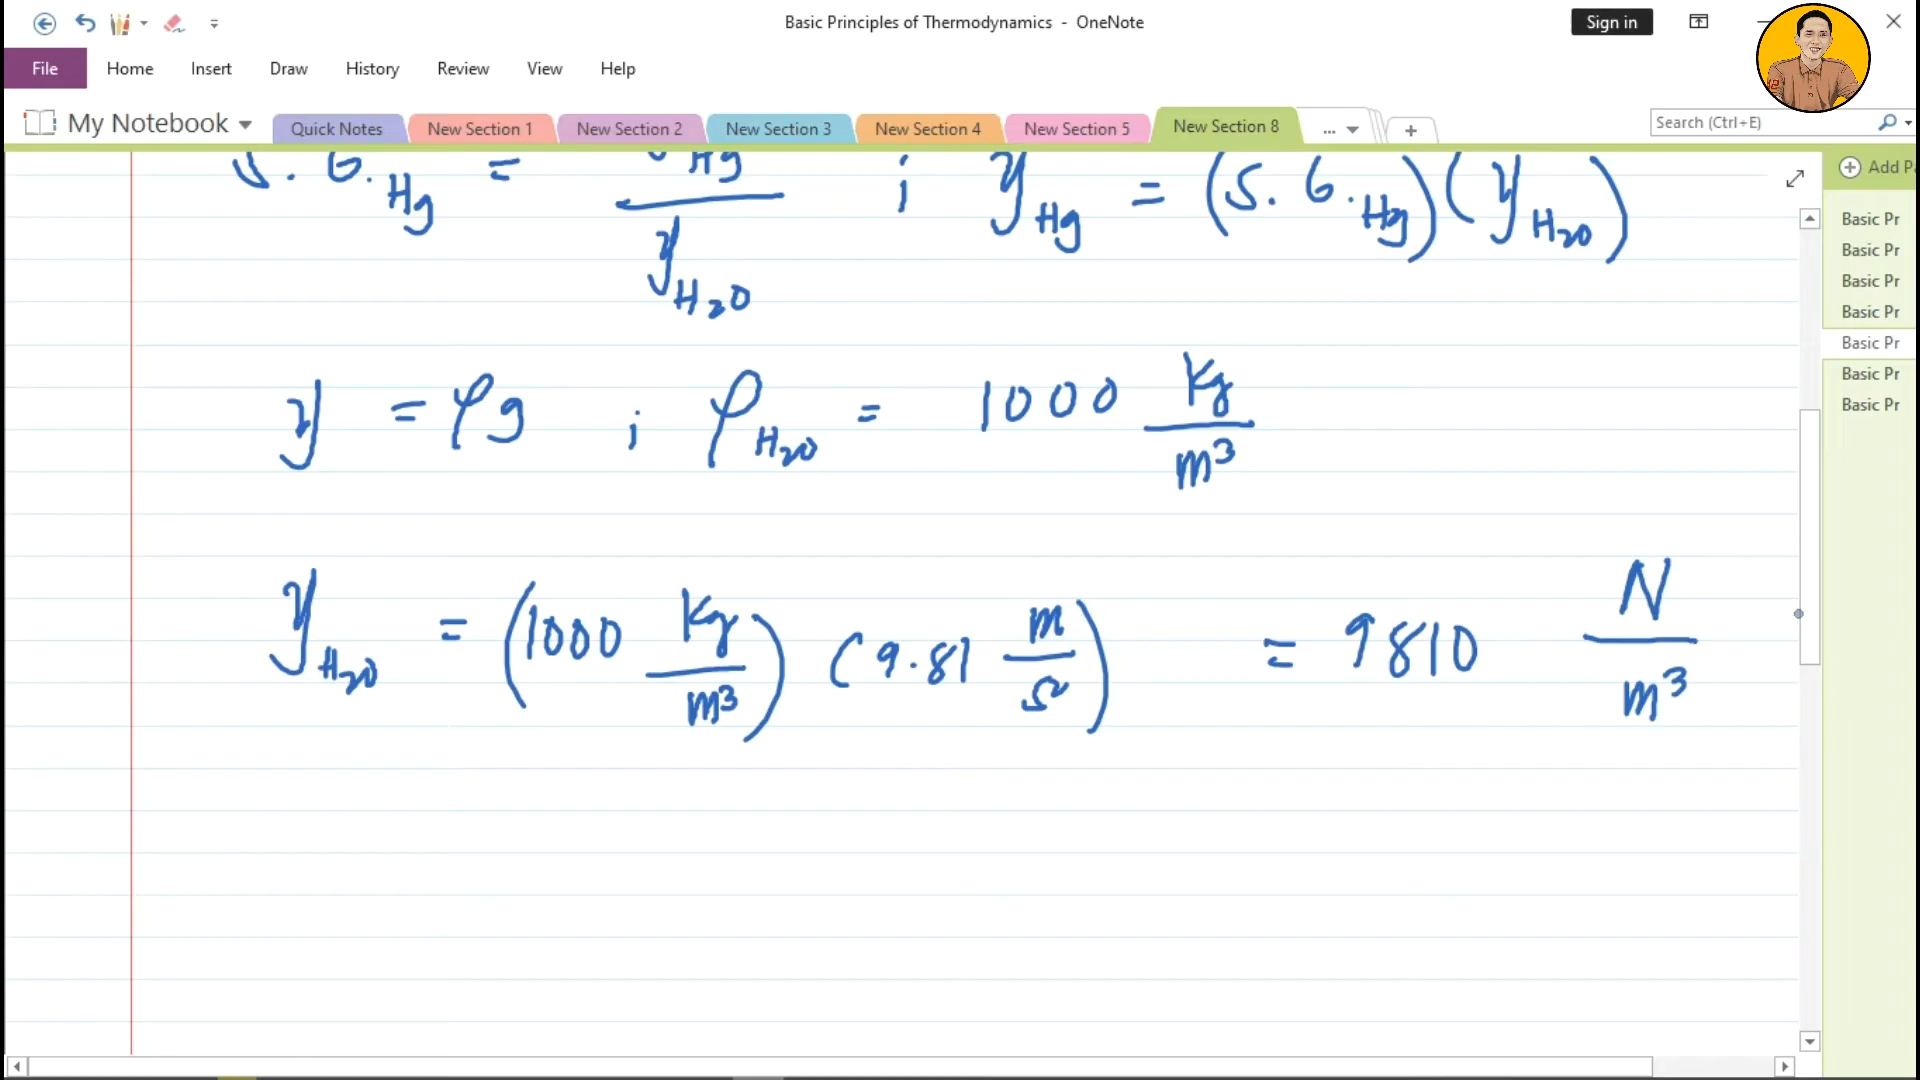 Basic Principles of Thermodynamics - OneNote
Sign in
File Home Insert Draw History Review View Help
My Notebook Quick Notes New Section 1 New Section 2 New Section 3 New Section 4 New Section 5 New Section 8 ... + Search (Ctrl+E)
Add P
Basic Pr
Basic Pr
Basic Pr
Basic Pr
Basic Pr
Basic Pr
Basic Pr
S.G.Hg = γHg / γH2O ; γHg = (S.G.Hg)(γH2O)
γ = ρg ; ρH2O = 1000 Kg/m³
γH2O = (1000 Kg/m³)(9.81 m/s²) = 9810 N/m³